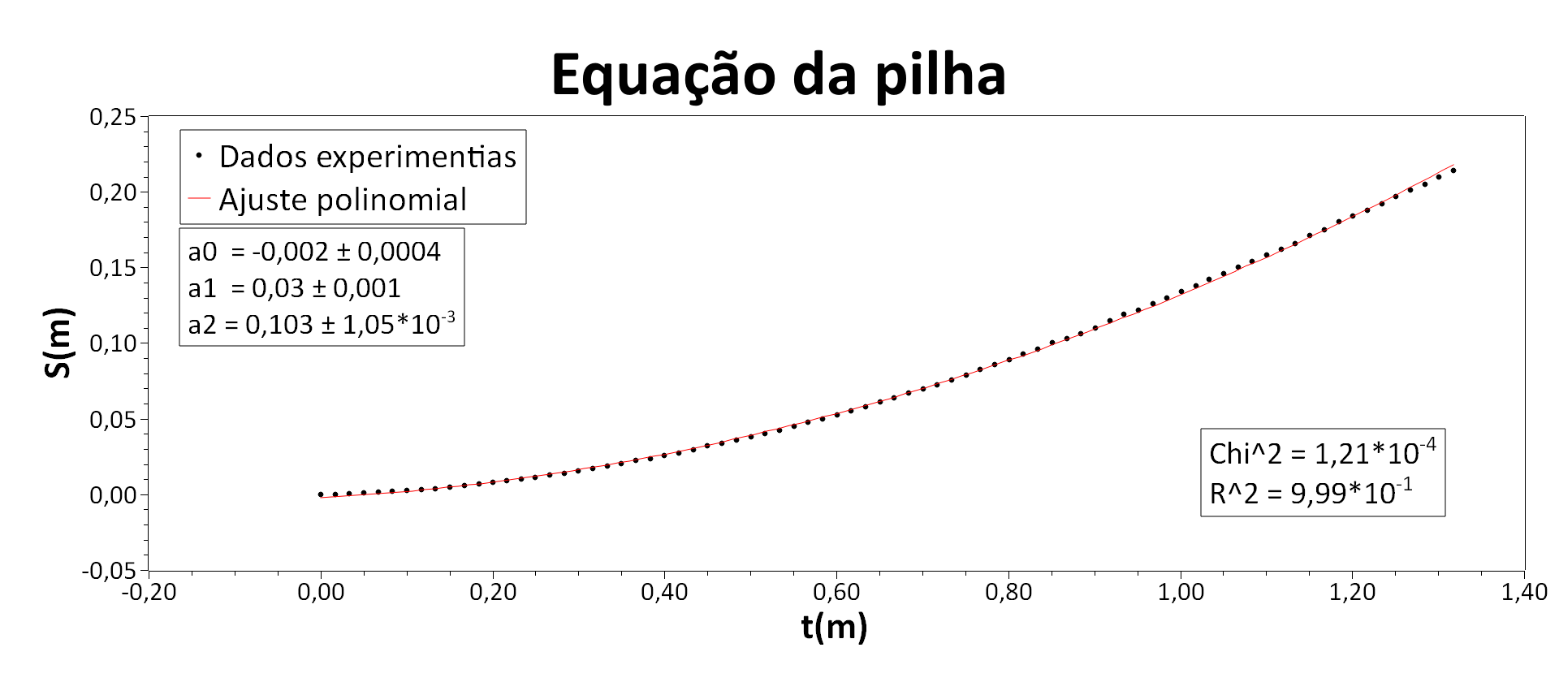 Equação da pilha
0,25
0,20
0,15
0,10
0,05
0,00
-0,05
S(m)
Dados experimentias
Ajuste polinomial
a0 = -0,002 ± 0,0004
a1 = 0,03 ± 0,001
a2 = 0,103 ± 1,05*10⁻³
Chi^2 = 1,21*10⁻⁴
R^2 = 9,99*10⁻¹
-0,20 0,00 0,20 0,40 0,60 0,80 1,00 1,20 1,40
t(m)